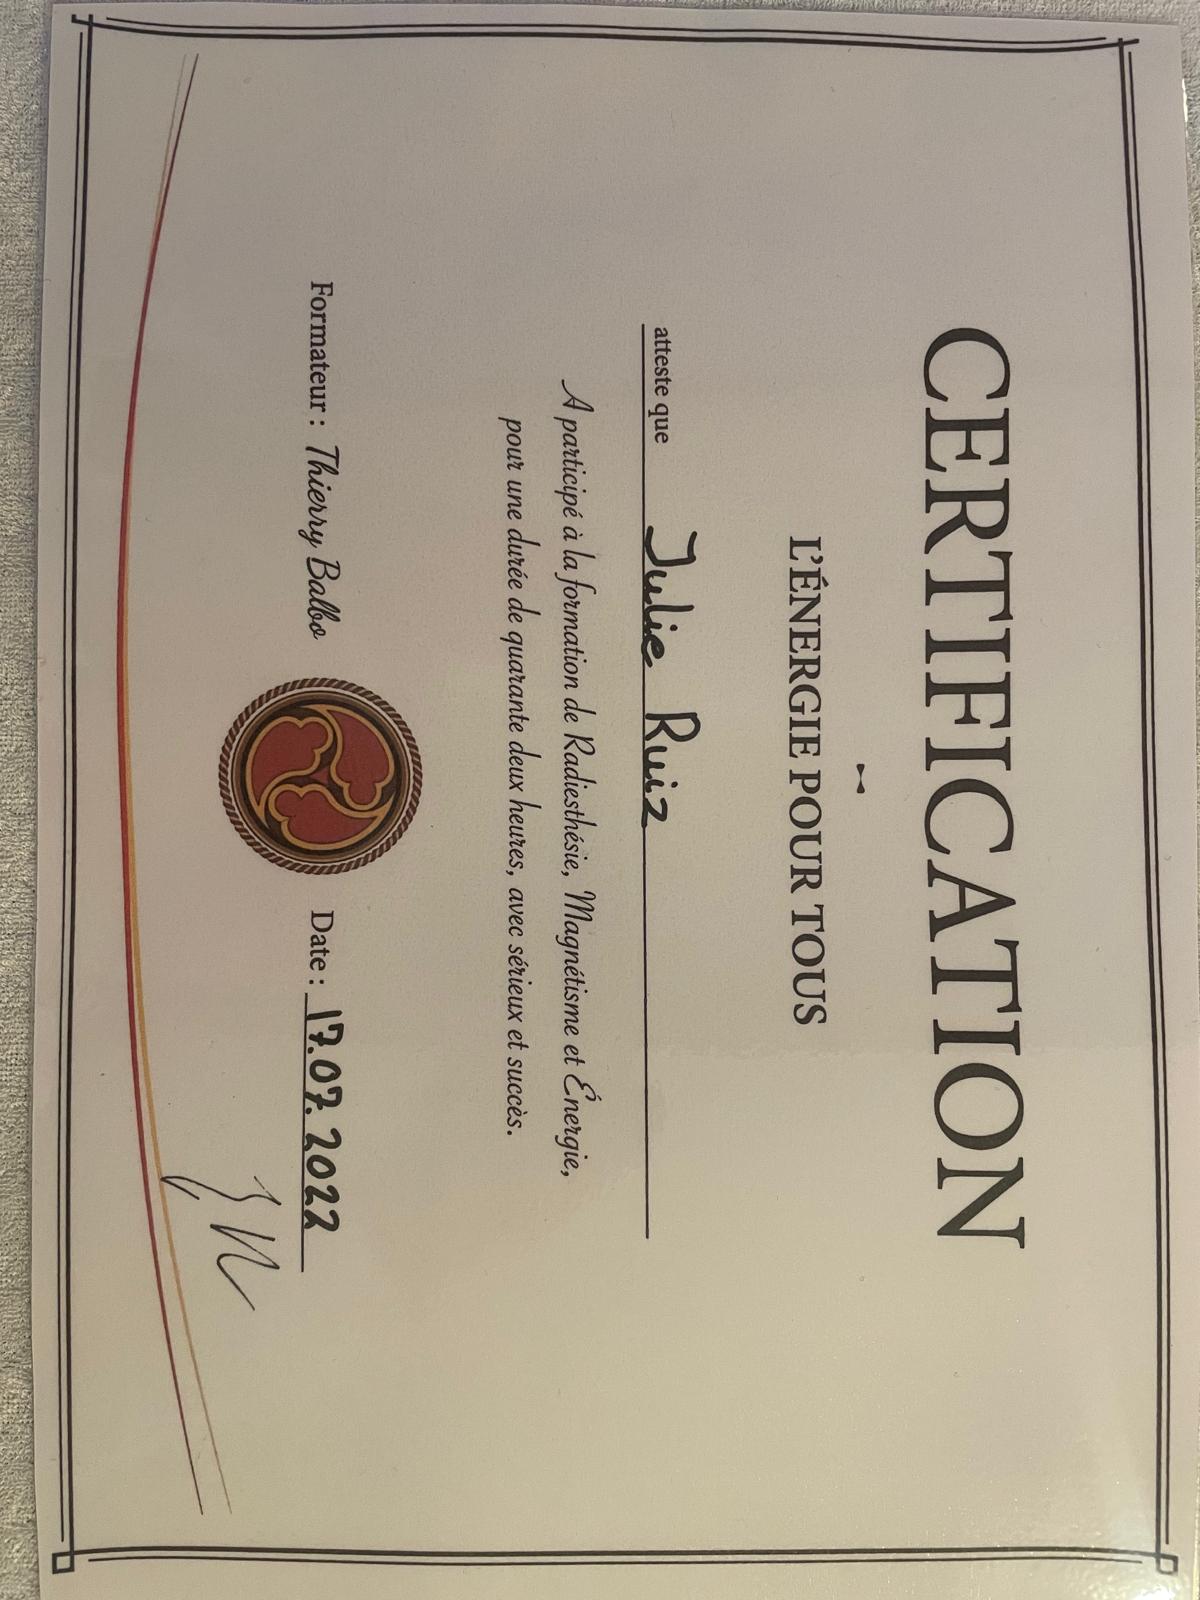 CERTIFICATION
L'ÉNERGIE POUR TOUS
atteste que Julie Ruiz
A participé à la formation de Radiesthésie, Magnétisme et Énergie,
pour une durée de quarante deux heures, avec sérieux et succès.
Formateur : Thierry Balbo Date : 17.07.2022